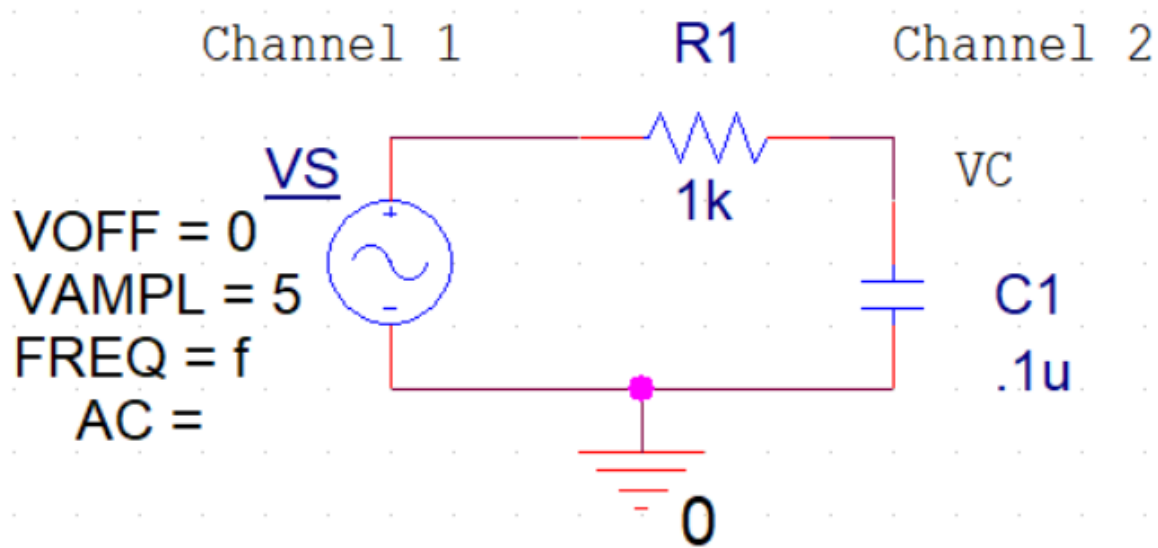 Channel 1
R1
Channel 2
VS
VC
1k
VOFF = 0
VAMPL = 5
C1
FREQ = f
.1u
AC =
0